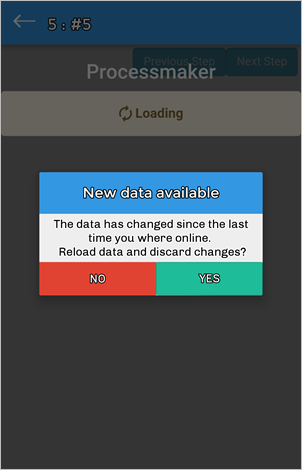 5 : #5
Previous Step Next Step
Processmaker
Loading
New data available
The data has changed since the last
time you where online.
Reload data and discard changes?
NO YES